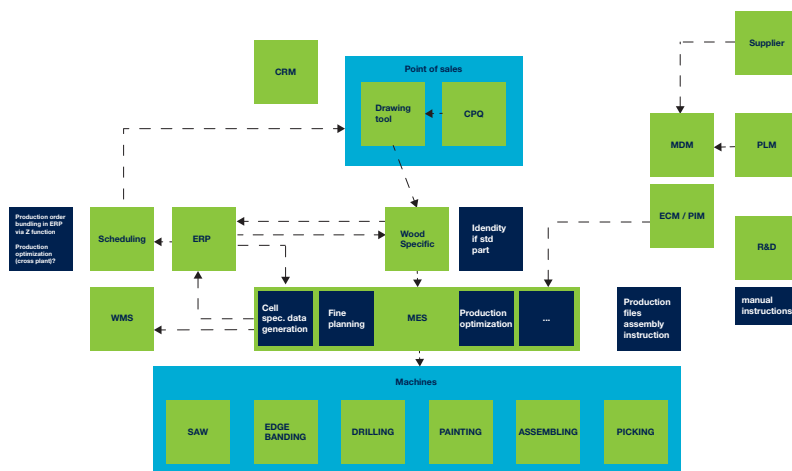 Supplier
CRM
Point of sales
Drawing
tool
CPQ
MDM
PLM
ECM / PIM
Production order
bundling in ERP
via Z function
Production
optimization
(cross plant)?
Scheduling
ERP
Wood
Specific
Idendity
if std
part
R&D
WMS
Cell
spec. data
generation
Fine
planning
MES
Production
optimization
...
Production
files
assembly
instruction
manual
instructions
Machines
SAW
EDGE
BANDING
DRILLING
PAINTING
ASSEMBLING
PICKING